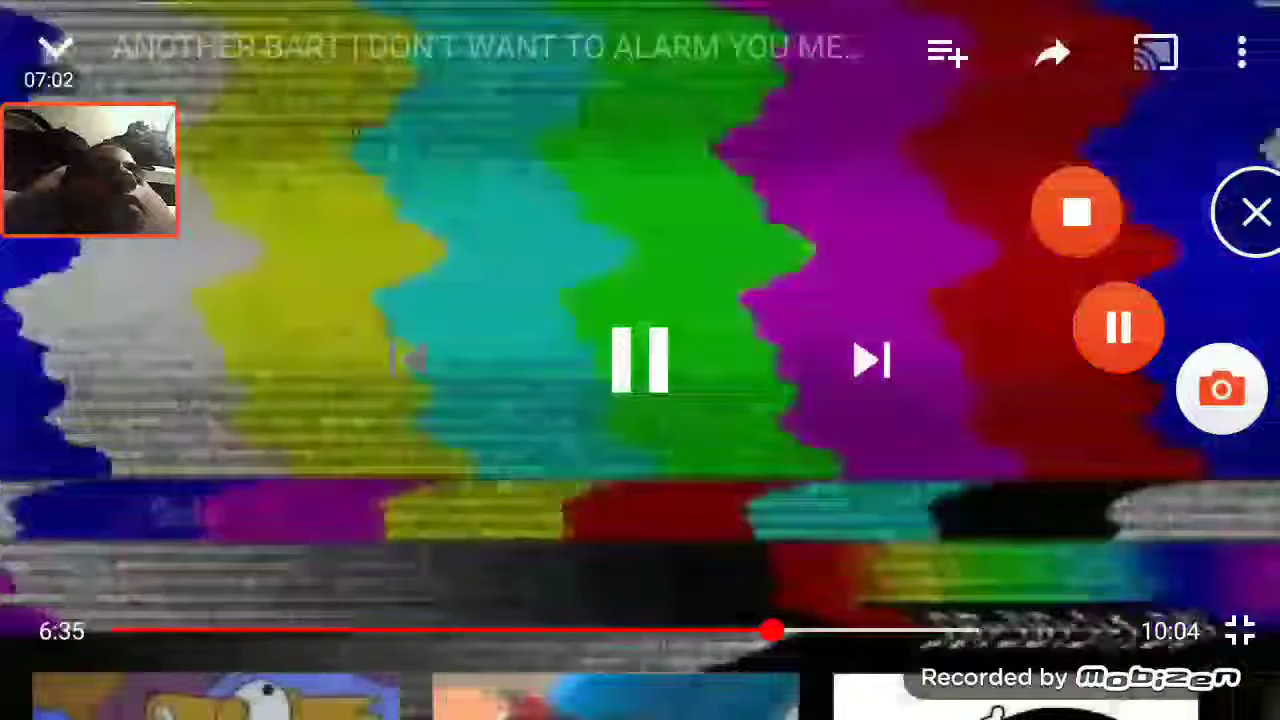 ANOTHER BART I DON'T WANT TO ALARM YOU ME...
07:02
6:35
10:04
Recorded by mobizen